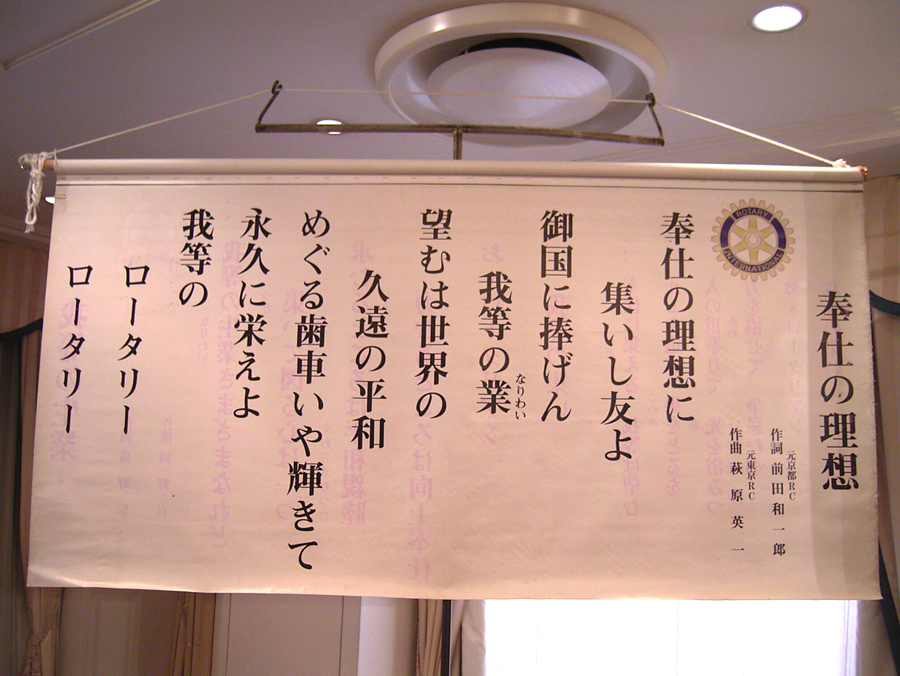 奉仕の理想
元京都RC
作詞 前田和一郎
元東京RC
作曲 萩原英一
ROTARY
INTERNATIONAL
奉仕の理想に
集いし友よ
御国に捧げん
我等の業
なりわい
望むは世界の
久遠の平和
めぐる歯車いや輝きて
永久に栄えよ
我等の
ロータリー
ロータリー